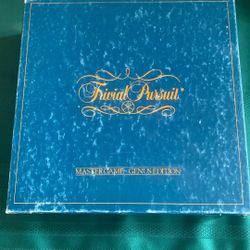 Trivial Pursuit®
MASTER GAME - GENUS EDITION